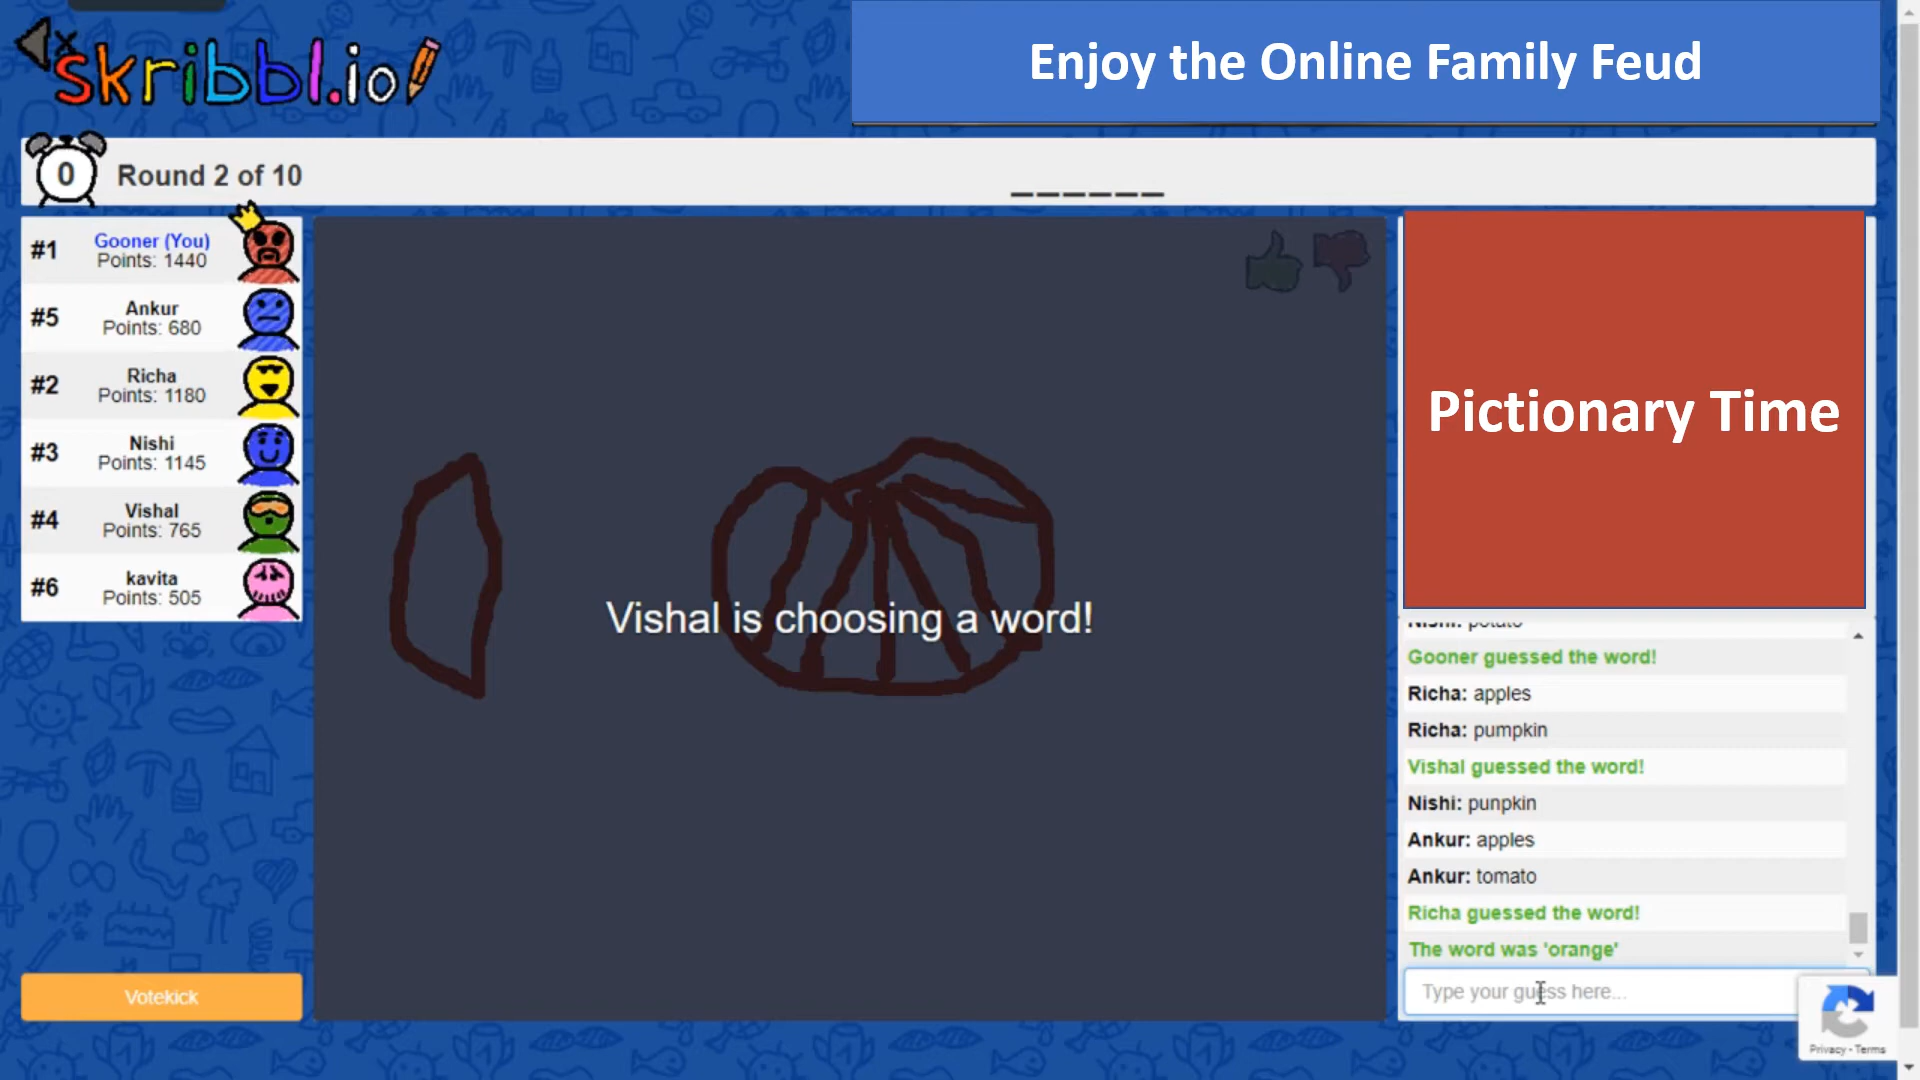 skribbl.io
Enjoy the Online Family Feud
0
Round 2 of 10
______
#1
Gooner (You)
Points: 1440
#5
Ankur
Points: 680
#2
Richa
Points: 1180
#3
Nishi
Points: 1145
#4
Vishal
Points: 765
#6
kavita
Points: 505
Votekick
Vishal is choosing a word!
Pictionary Time
Nishi: potato
Gooner guessed the word!
Richa: apples
Richa: pumpkin
Vishal guessed the word!
Nishi: punpkin
Ankur: apples
Ankur: tomato
Richa guessed the word!
The word was 'orange'
Type your guess here...
Privacy - Terms